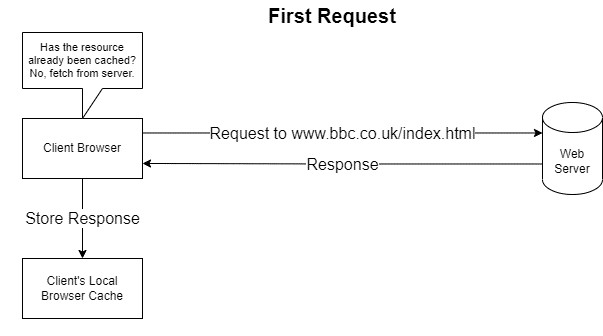 First Request
Has the resource
already been cached?
No, fetch from server.
Client Browser
Request to www.bbc.co.uk/index.html
Response
Web
Server
Store Response
Client's Local
Browser Cache